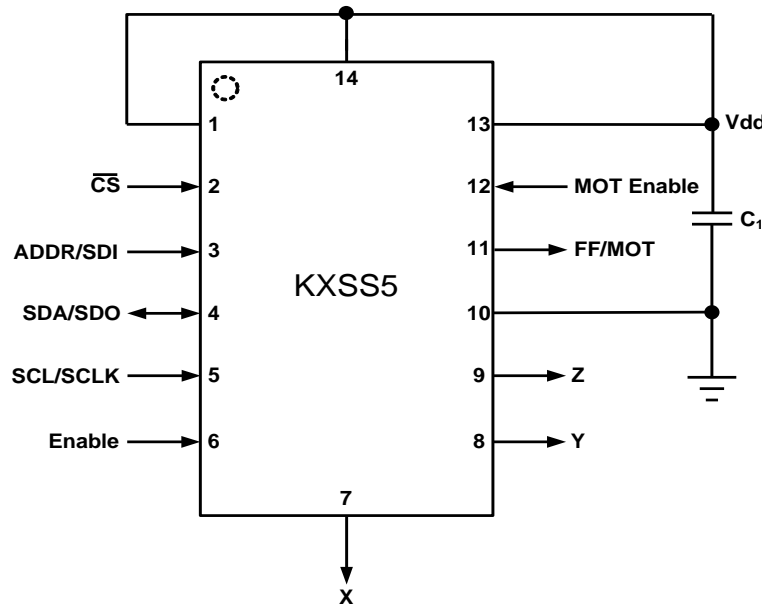 14
1 13 Vdd
C̅S̅ 2 12 MOT Enable
C1
ADDR/SDI 3 11 FF/MOT
KXSS5
SDA/SDO 4 10
SCL/SCLK 5 9 Z
Enable 6 8 Y
7
X